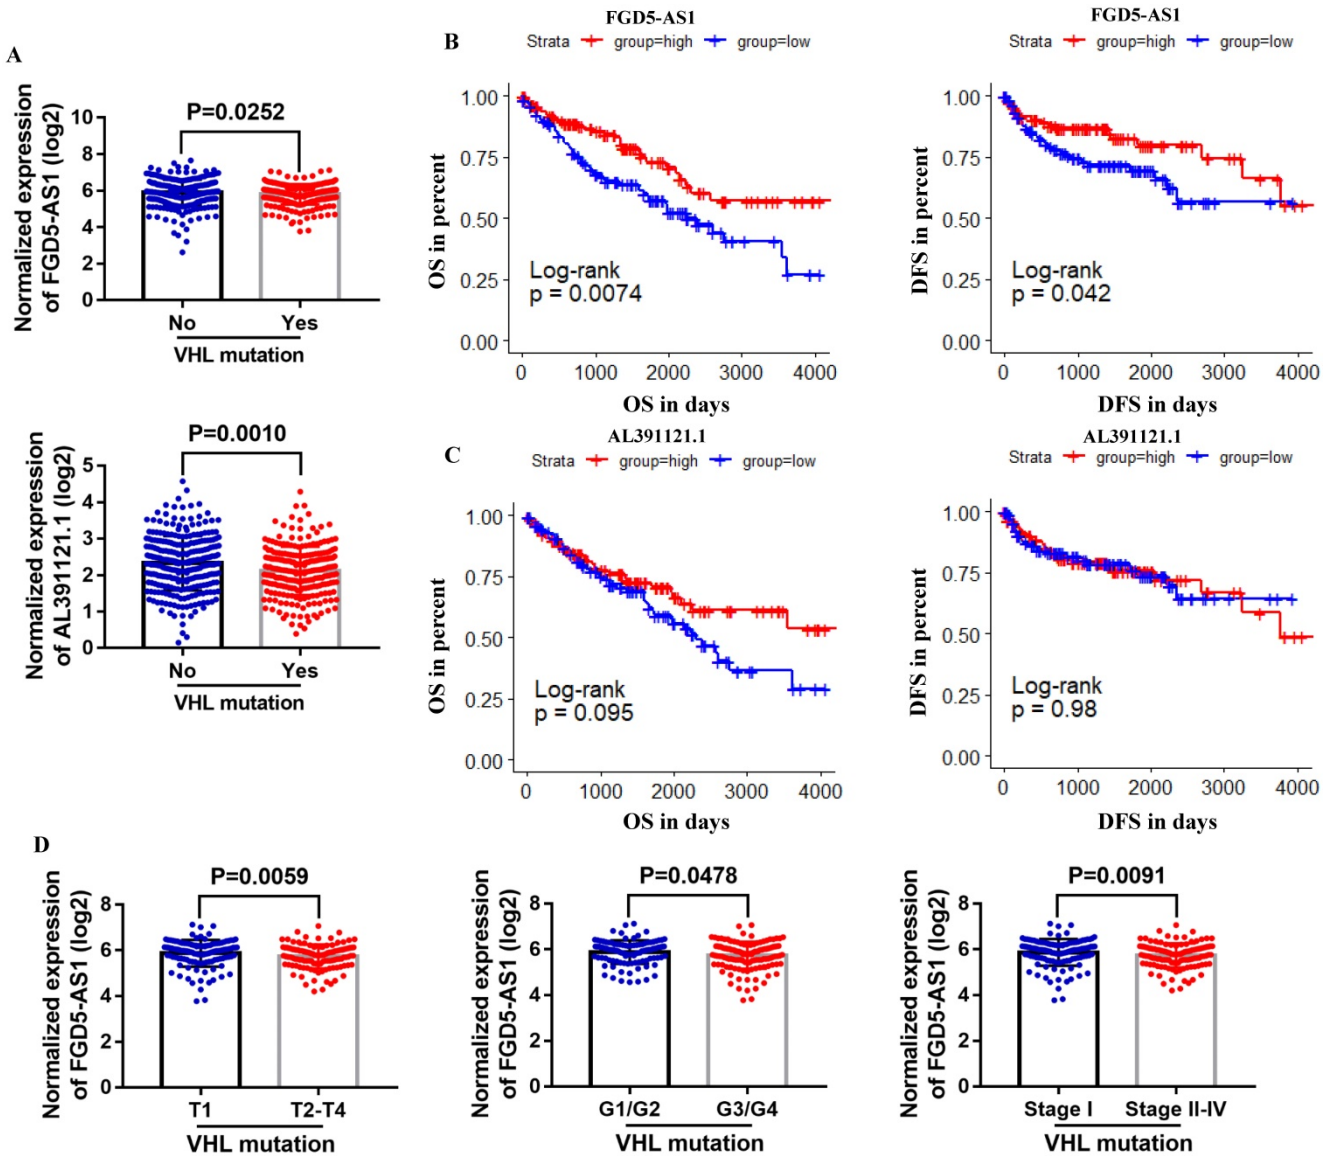 A
Normalized expression
of FGD5-AS1 (log2)
10
8
6
4
2
0
P=0.0252
No
Yes
VHL mutation
Normalized expression
of AL391121.1 (log2)
5
4
3
2
1
0
P=0.0010
No
Yes
VHL mutation
B
FGD5-AS1
Strata group=high group=low
OS in percent
1.00
0.75
0.50
0.25
0.00
Log-rank
p = 0.0074
0 1000 2000 3000 4000
OS in days
FGD5-AS1
Strata group=high group=low
DFS in percent
1.00
0.75
0.50
0.25
0.00
Log-rank
p = 0.042
0 1000 2000 3000 4000
DFS in days
C
AL391121.1
Strata group=high group=low
OS in percent
1.00
0.75
0.50
0.25
0.00
Log-rank
p = 0.095
0 1000 2000 3000 4000
OS in days
AL391121.1
Strata group=high group=low
DFS in percent
1.00
0.75
0.50
0.25
0.00
Log-rank
p = 0.98
0 1000 2000 3000 4000
DFS in days
D
Normalized expression
of FGD5-AS1 (log2)
8
6
4
2
0
P=0.0059
T1
T2-T4
VHL mutation
Normalized expression
of FGD5-AS1 (log2)
8
6
4
2
0
P=0.0478
G1/G2
G3/G4
VHL mutation
Normalized expression
of FGD5-AS1 (log2)
8
6
4
2
0
P=0.0091
Stage I
Stage II-IV
VHL mutation